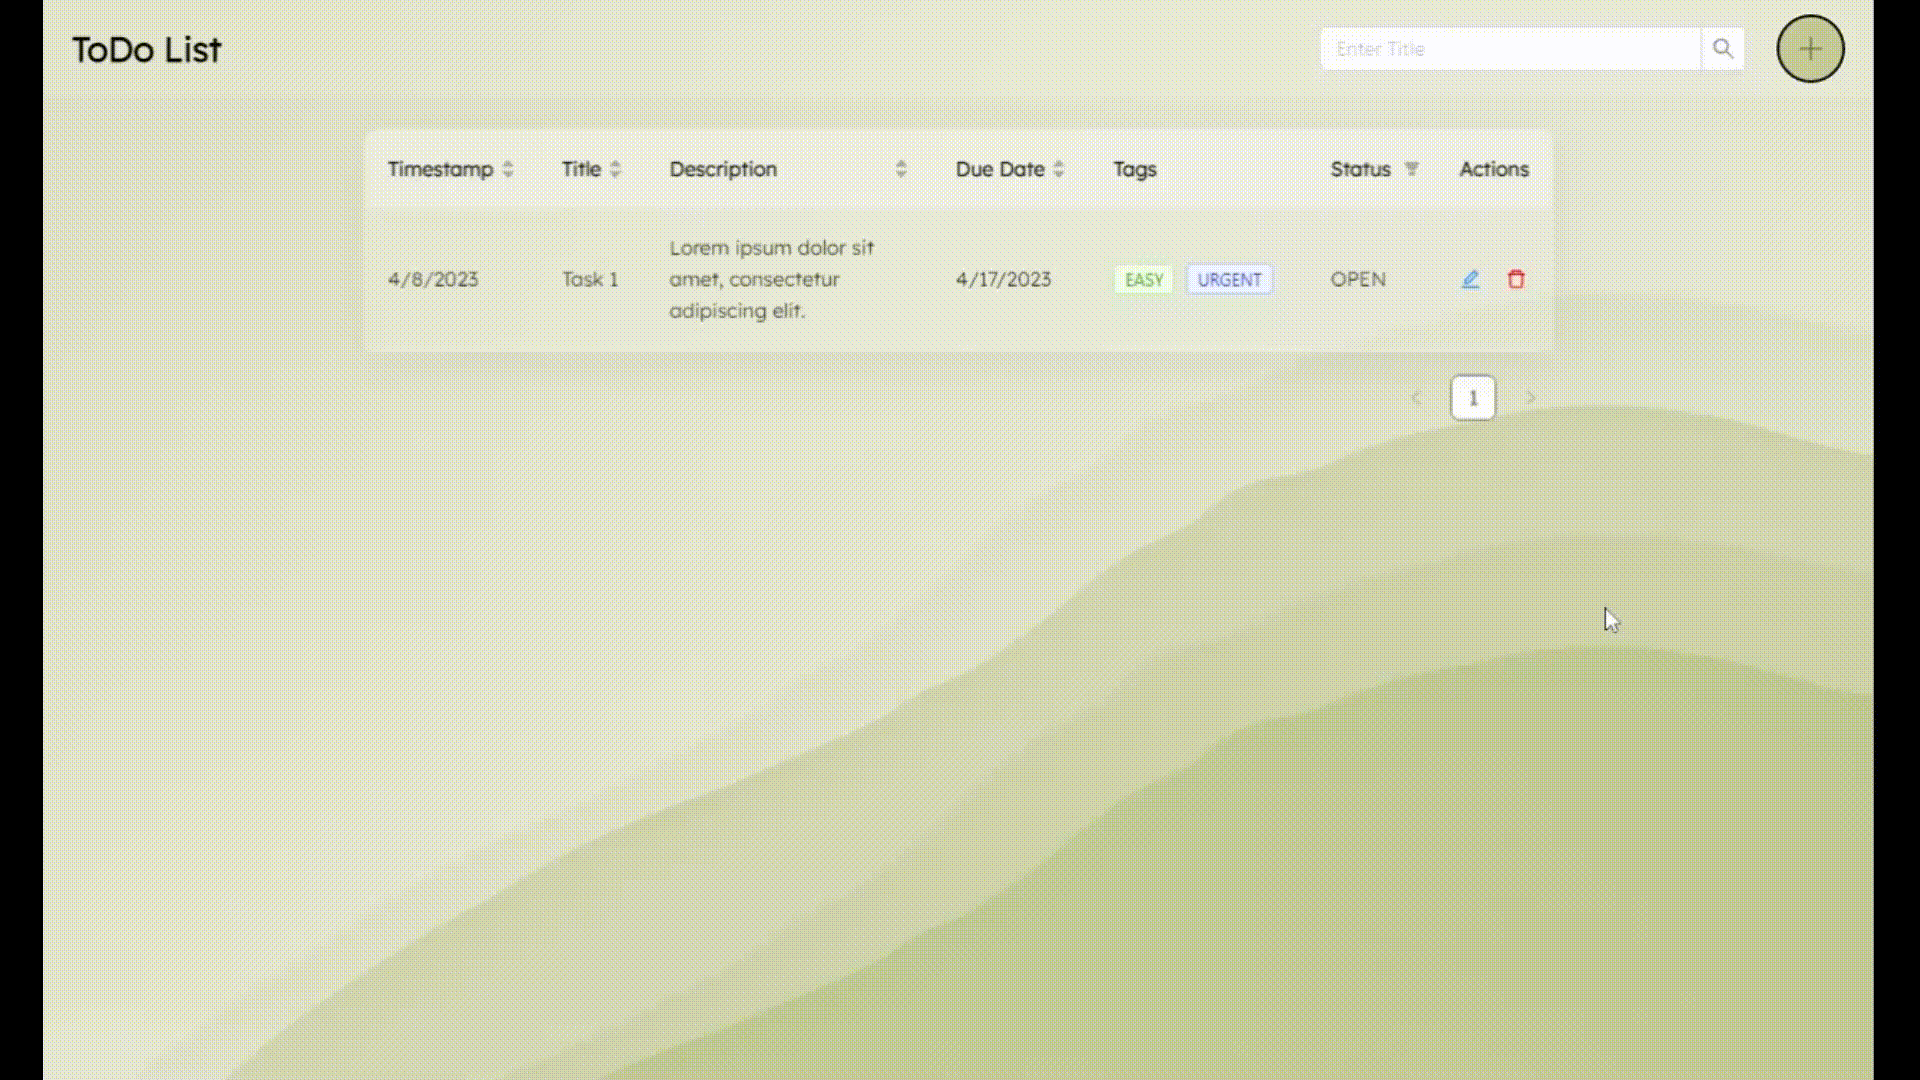 ToDo List
Enter Title
Timestamp Title Description Due Date Tags Status Actions
4/8/2023 Task 1 Lorem ipsum dolor sit
amet, consectetur
adipiscing elit. 4/17/2023 EASY URGENT OPEN
1